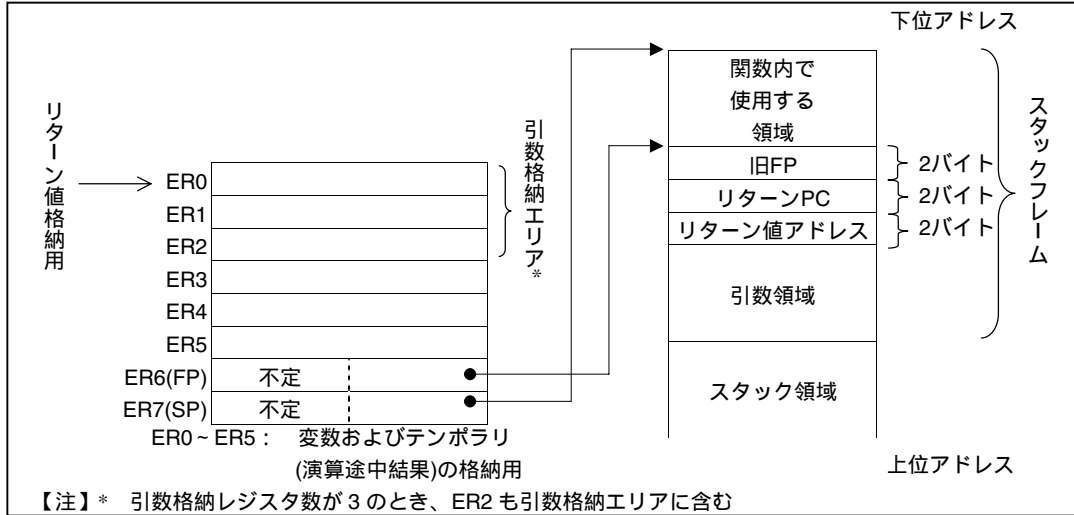 下位アドレス
リターン値格納用
ER0
ER1
ER2
ER3
ER4
ER5
ER6(FP)
不定
ER7(SP)
不定
引数格納エリア*
ER0~ER5: 変数およびテンポラリ
(演算途中結果)の格納用
関数内で
使用する
領域
旧FP
2バイト
リターンPC
2バイト
リターン値アドレス
2バイト
引数領域
スタック領域
スタックフレーム
上位アドレス
【注】* 引数格納レジスタ数が 3 のとき、ER2 も引数格納エリアに含む